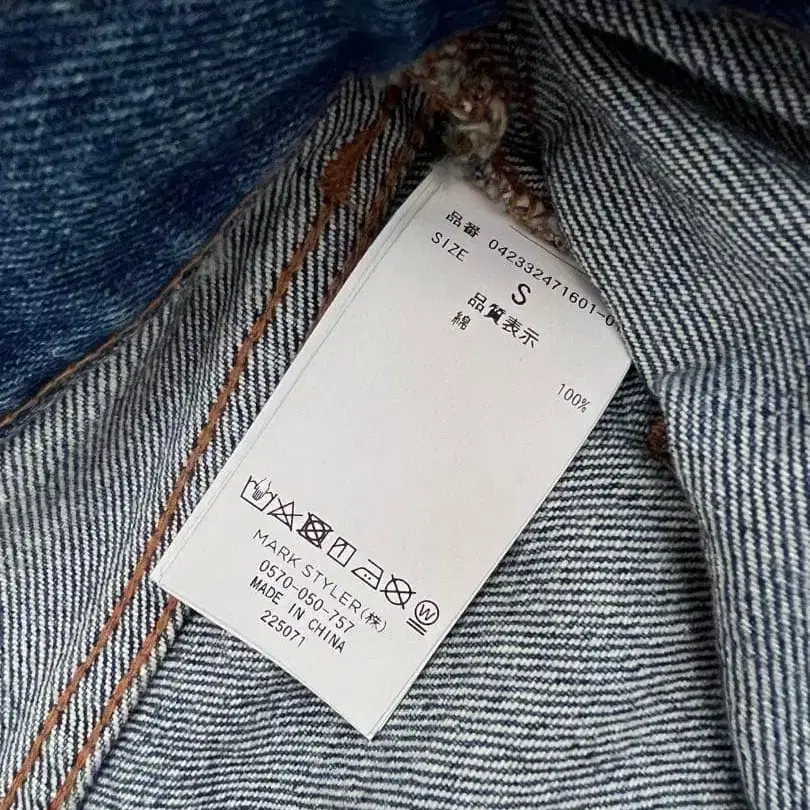 品番 042332471601-0
SIZE S
品質表示
綿 100%
MARK STYLER(株)
0570-050-757
MADE IN CHINA
225071